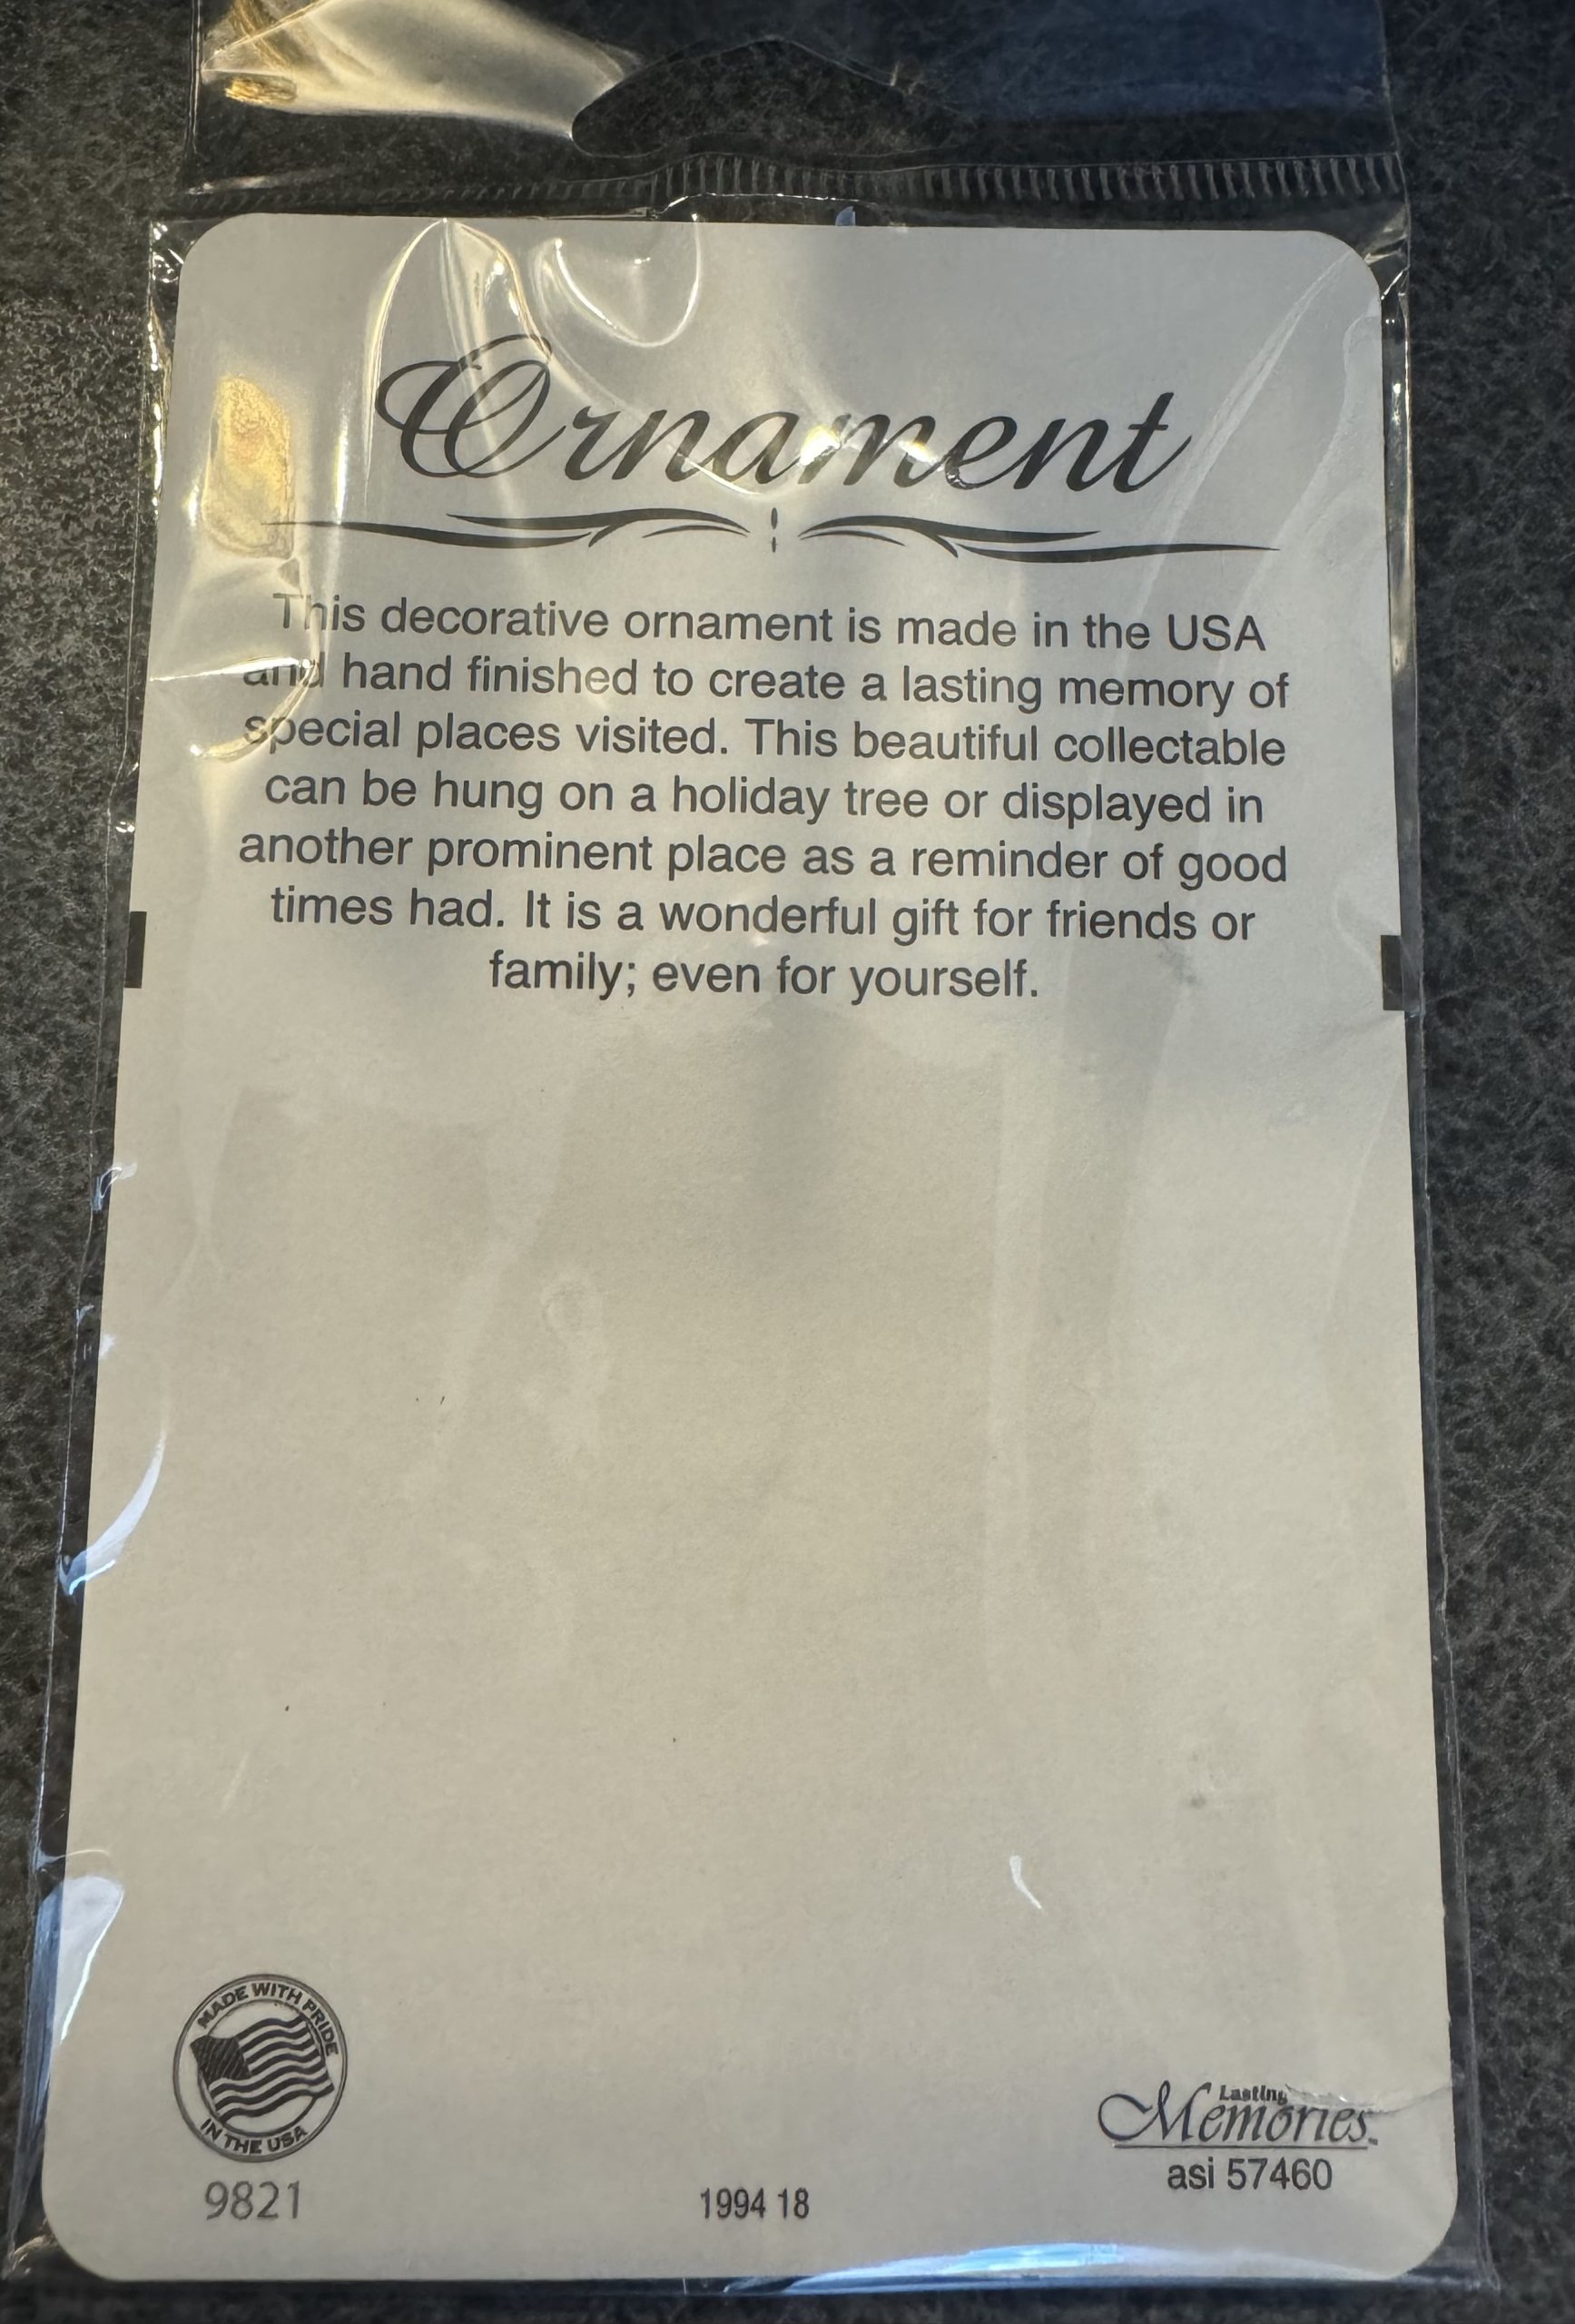 Ornament
This decorative ornament is made in the USA
and hand finished to create a lasting memory of
special places visited. This beautiful collectable
can be hung on a holiday tree or displayed in
another prominent place as a reminder of good
times had. It is a wonderful gift for friends or
family; even for yourself.
MADE WITH PRIDE
IN THE USA
9821
1994 18
Lasting
Memories
asi 57460